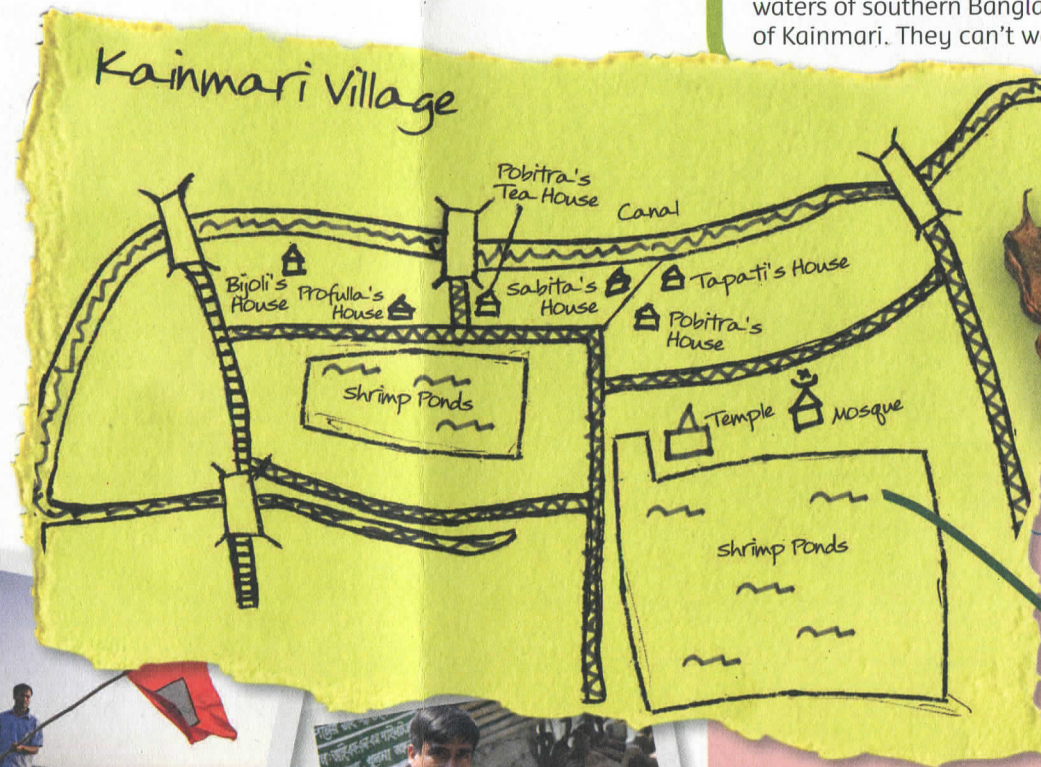 waters of southern
of Kainmari. They can't
Kainmari Village
Pobitra's
Tea House
Canal
Bijoli's
House
Profulla's
House
Sabita's
House
Tapati's House
Pobitra's
House
Shrimp Ponds
Temple
Mosque
Shrimp Ponds